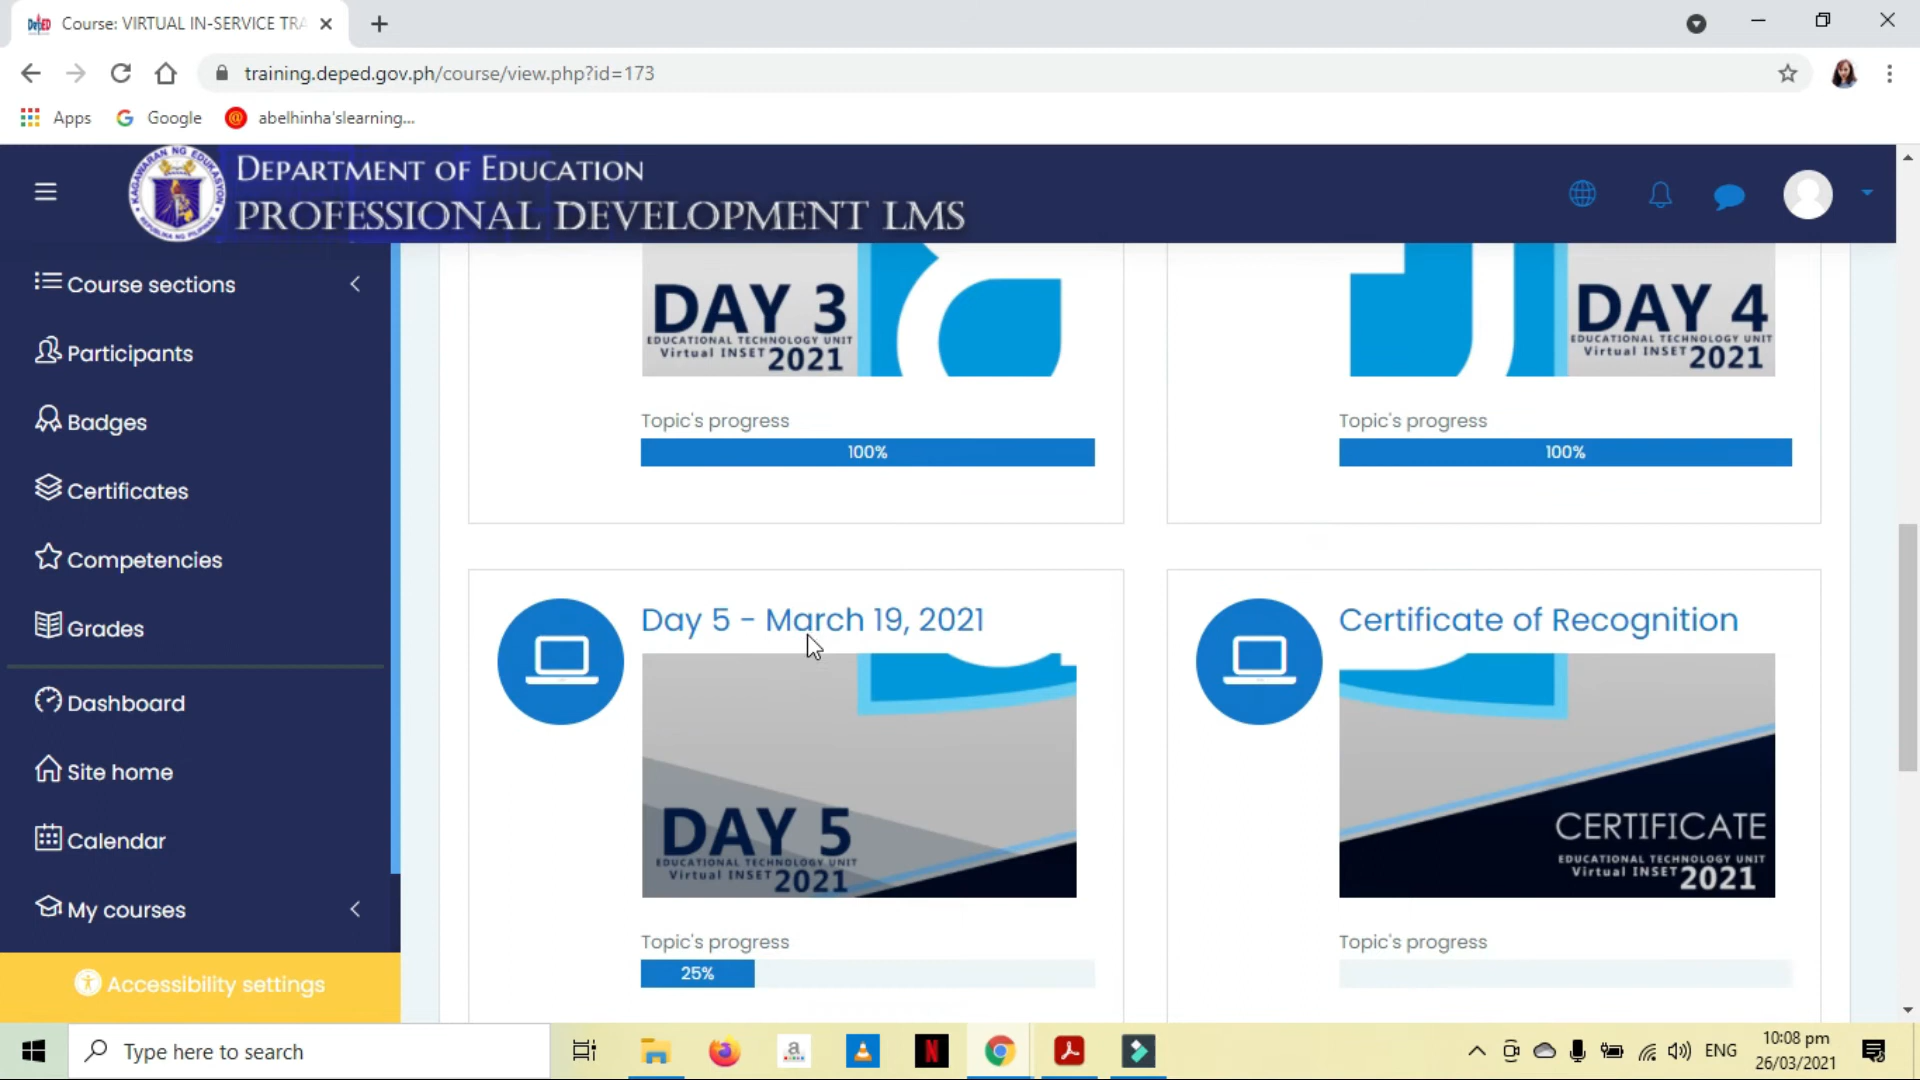 DepED Course: VIRTUAL IN-SERVICE TRA
training.deped.gov.ph/course/view.php?id=173
Apps
Google
abelhinha'slearning...
KAGAWARAN NG EDUKASYON
DEPARTMENT OF EDUCATION
PROFESSIONAL DEVELOPMENT LMS
Course sections
Participants
Badges
Certificates
Competencies
Grades
Dashboard
Site home
Calendar
My courses
Accessibility settings
DAY 3
EDUCATIONAL TECHNOLOGY UNIT
Virtual INSET 2021
Topic's progress
100%
DAY 4
EDUCATIONAL TECHNOLOGY UNIT
Virtual INSET 2021
Topic's progress
100%
Day 5 - March 19, 2021
DAY 5
EDUCATIONAL TECHNOLOGY UNIT
Virtual INSET 2021
Topic's progress
25%
Certificate of Recognition
CERTIFICATE
EDUCATIONAL TECHNOLOGY UNIT
Virtual INSET 2021
Topic's progress
Type here to search
a
N
ENG
10:08 pm
26/03/2021